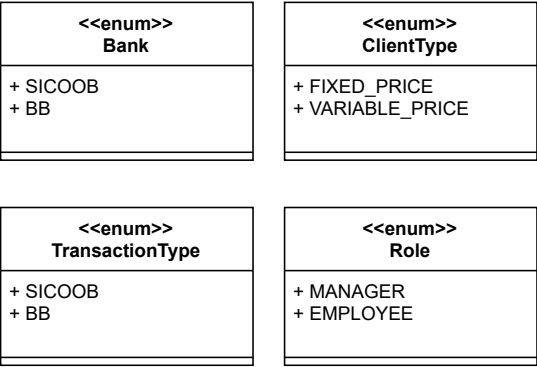 <<enum>>
Bank
+ SICOOB
+ BB
<<enum>>
ClientType
+ FIXED_PRICE
+ VARIABLE_PRICE
<<enum>>
TransactionType
+ SICOOB
+ BB
<<enum>>
Role
+ MANAGER
+ EMPLOYEE